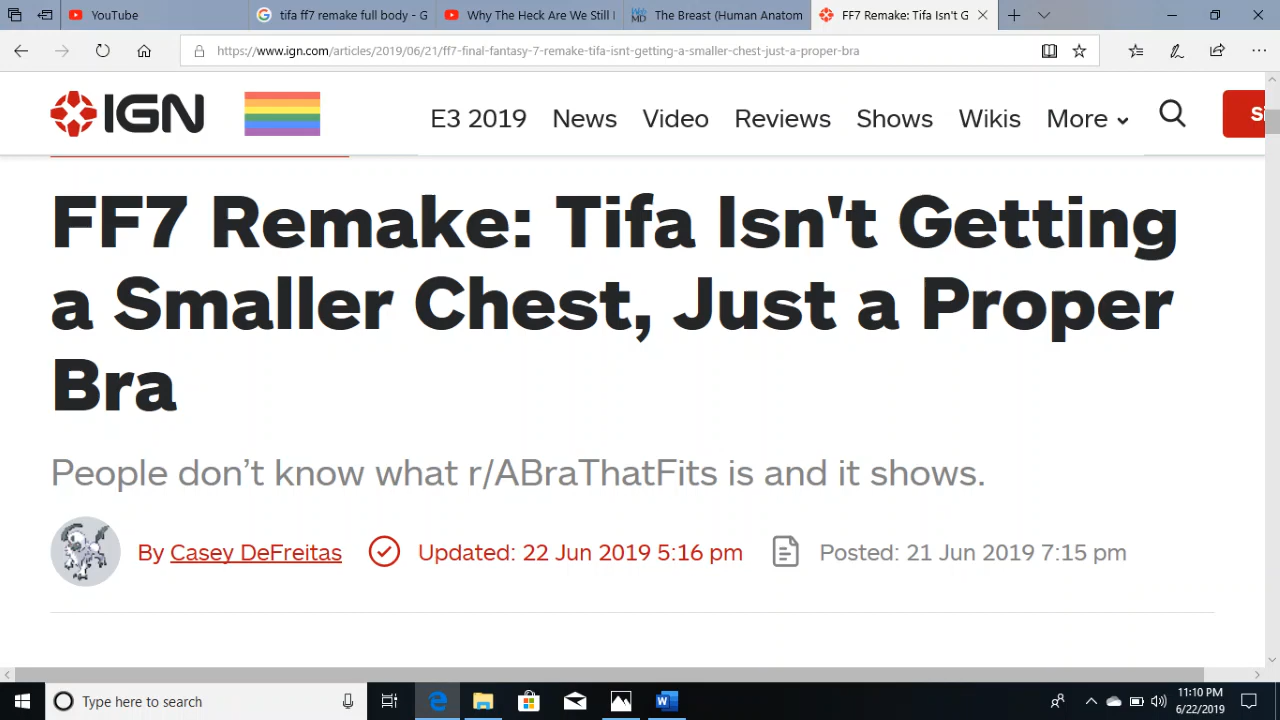 YouTube
tifa ff7 remake full body - G
Why The Heck Are We Still
The Breast (Human Anatom
FF7 Remake: Tifa Isn't G
https://www.ign.com/articles/2019/06/21/ff7-final-fantasy-7-remake-tifa-isnt-getting-a-smaller-chest-just-a-proper-bra
IGN
E3 2019 News Video Reviews Shows Wikis More
FF7 Remake: Tifa Isn't Getting
a Smaller Chest, Just a Proper
Bra
People don't know what r/ABraThatFits is and it shows.
By Casey DeFreitas Updated: 22 Jun 2019 5:16 pm Posted: 21 Jun 2019 7:15 pm
Type here to search
11:10 PM
6/22/2019